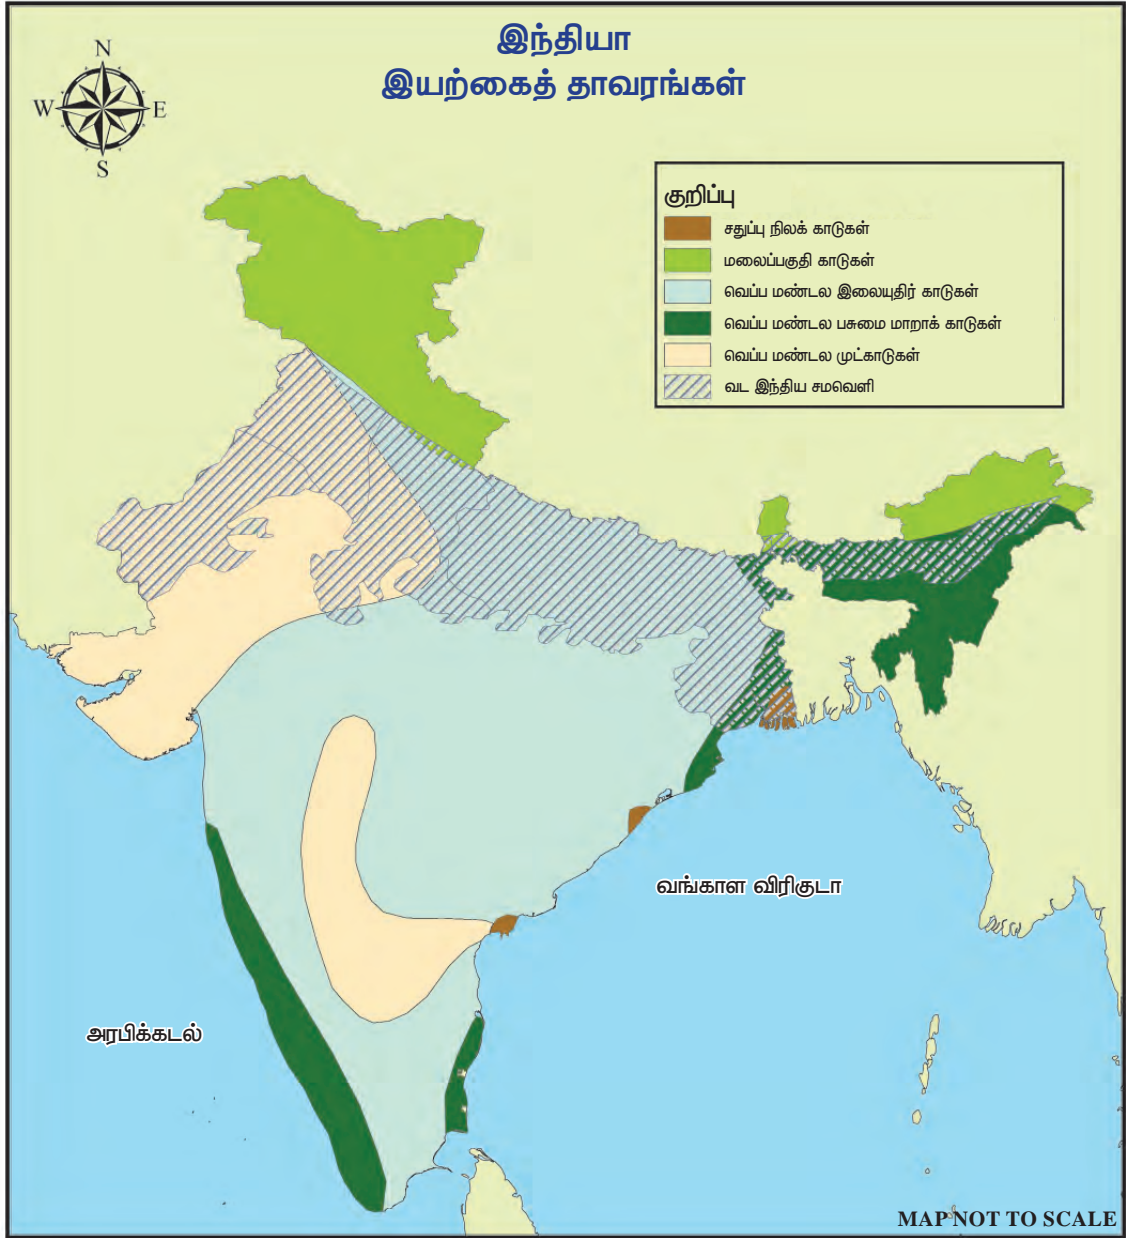 இந்தியா
இயற்கைத் தாவரங்கள்
N
W E
S
குறிப்பு
சதுப்பு நிலக் காடுகள்
மலைப்பகுதி காடுகள்
வெப்ப மண்டல இலையுதிர் காடுகள்
வெப்ப மண்டல பசுமை மாறாக் காடுகள்
வெப்ப மண்டல முட்காடுகள்
வட இந்திய சமவெளி
வங்காள விரிகுடா
அரபிக்கடல்
MAP NOT TO SCALE